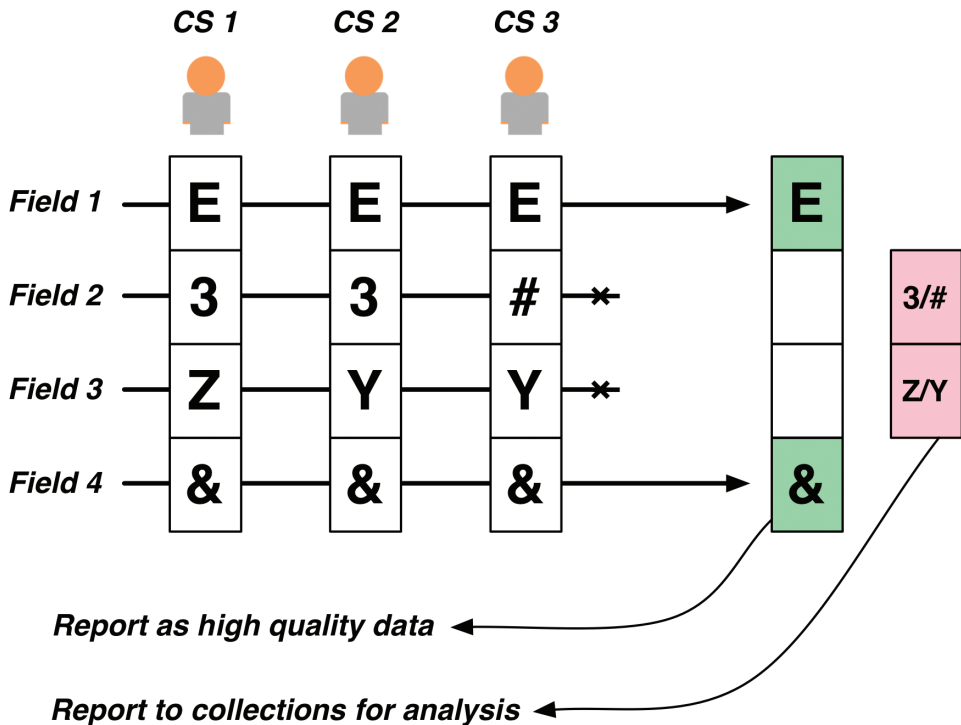 CS 1 CS 2 CS 3
Field 1 E E E E
Field 2 3 3 # 3/#
Field 3 Z Y Y Z/Y
Field 4 & & & &
Report as high quality data
Report to collections for analysis